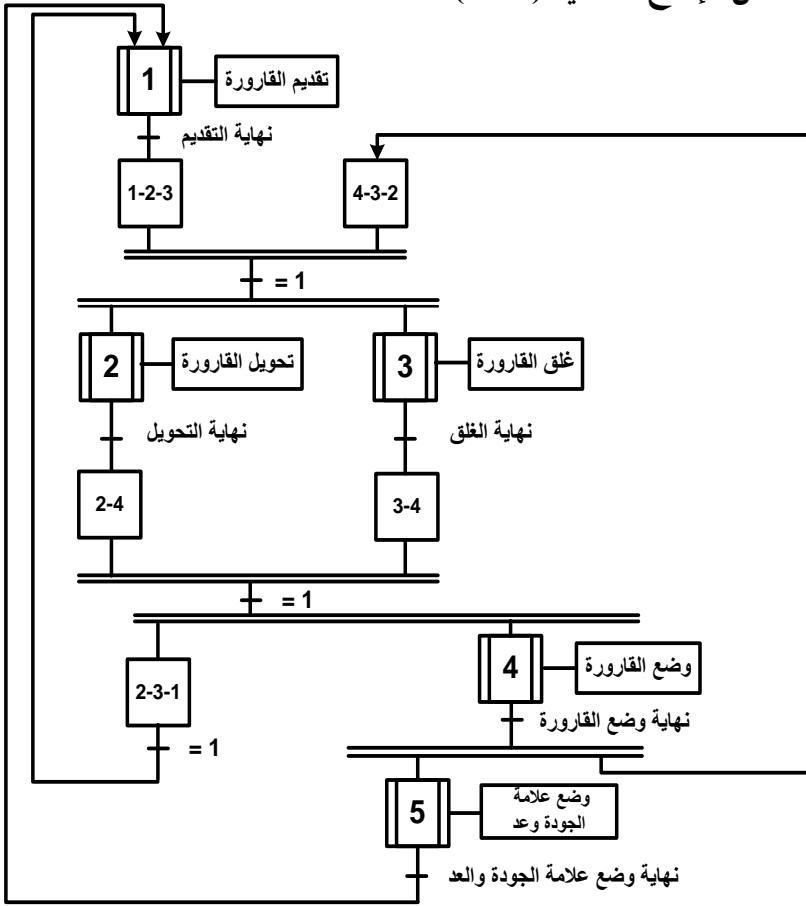 1
تقديم القارورة
نهاية التقديم
1-2-3
4-3-2
= 1
2
تحويل القارورة
3
غلق القارورة
نهاية التحويل
نهاية الغلق
2-4
3-4
= 1
2-3-1
4
وضع القارورة
نهاية وضع القارورة
= 1
5
وضع علامة
الجودة وعد
نهاية وضع علامة الجودة والعد